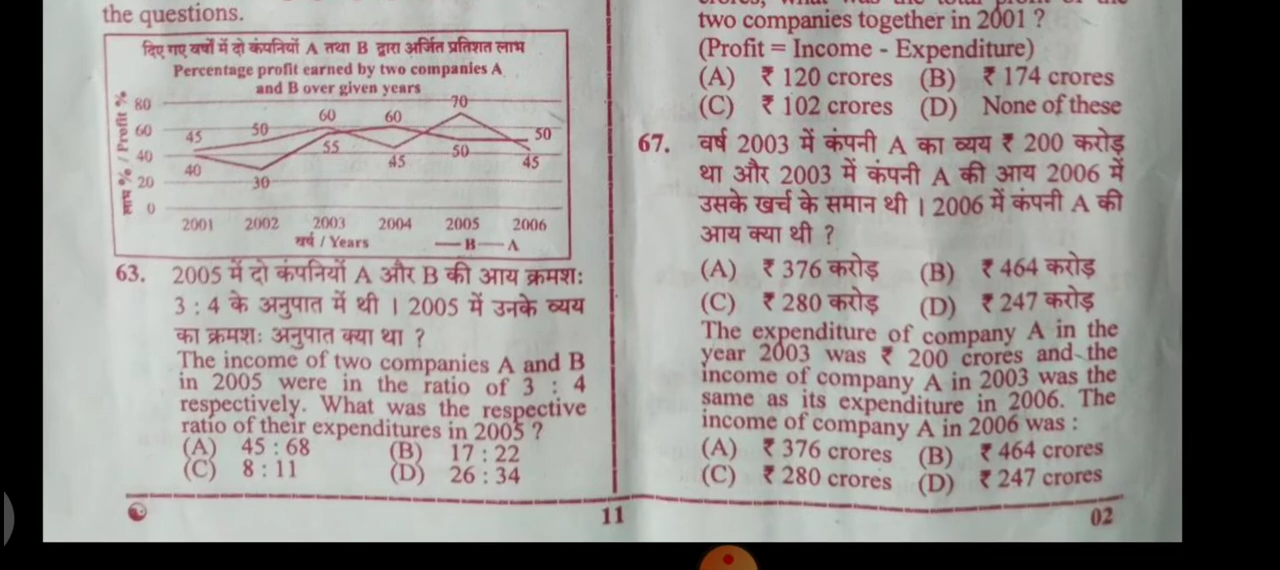 the questions.
दिए गए वर्षों में दो कंपनियों A तथा B द्वारा अर्जित प्रतिशत लाभ
Percentage profit earned by two companies A
and B over given years
लाभ % / Profit %
80
60
40
20
0
45
50
60
60
70
50
40
30
55
45
50
45
2001 2002 2003 2004 2005 2006
वर्ष / Years
B A
63. 2005 में दो कंपनियों A और B की आय क्रमशः
3 : 4 के अनुपात में थी । 2005 में उनके व्यय
का क्रमशः अनुपात क्या था ?
The income of two companies A and B
in 2005 were in the ratio of 3 : 4
respectively. What was the respective
ratio of their expenditures in 2005 ?
(A) 45 : 68 (B) 17 : 22
(C) 8 : 11 (D) 26 : 34
two companies together in 2001 ?
(Profit = Income - Expenditure)
(A) ₹ 120 crores (B) ₹ 174 crores
(C) ₹ 102 crores (D) None of these
67. वर्ष 2003 में कंपनी A का व्यय ₹ 200 करोड़
था और 2003 में कंपनी A की आय 2006 में
उसके खर्च के समान थी । 2006 में कंपनी A की
आय क्या थी ?
(A) ₹ 376 करोड़ (B) ₹ 464 करोड़
(C) ₹ 280 करोड़ (D) ₹ 247 करोड़
The expenditure of company A in the
year 2003 was ₹ 200 crores and the
income of company A in 2003 was the
same as its expenditure in 2006. The
income of company A in 2006 was :
(A) ₹ 376 crores (B) ₹ 464 crores
(C) ₹ 280 crores (D) ₹ 247 crores
11
02